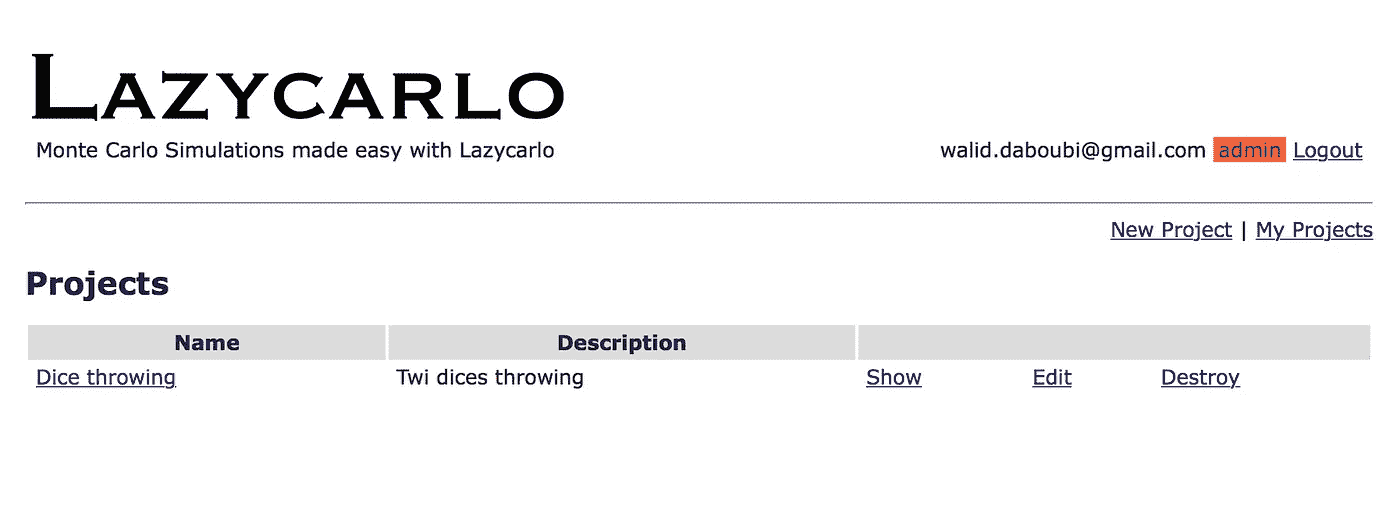 LAZYCARLO
Monte Carlo Simulations made easy with Lazycarlo
walid.daboubi@gmail.com admin Logout
New Project | My Projects
Projects
Name Description
Dice throwing Twi dices throwing Show Edit Destroy